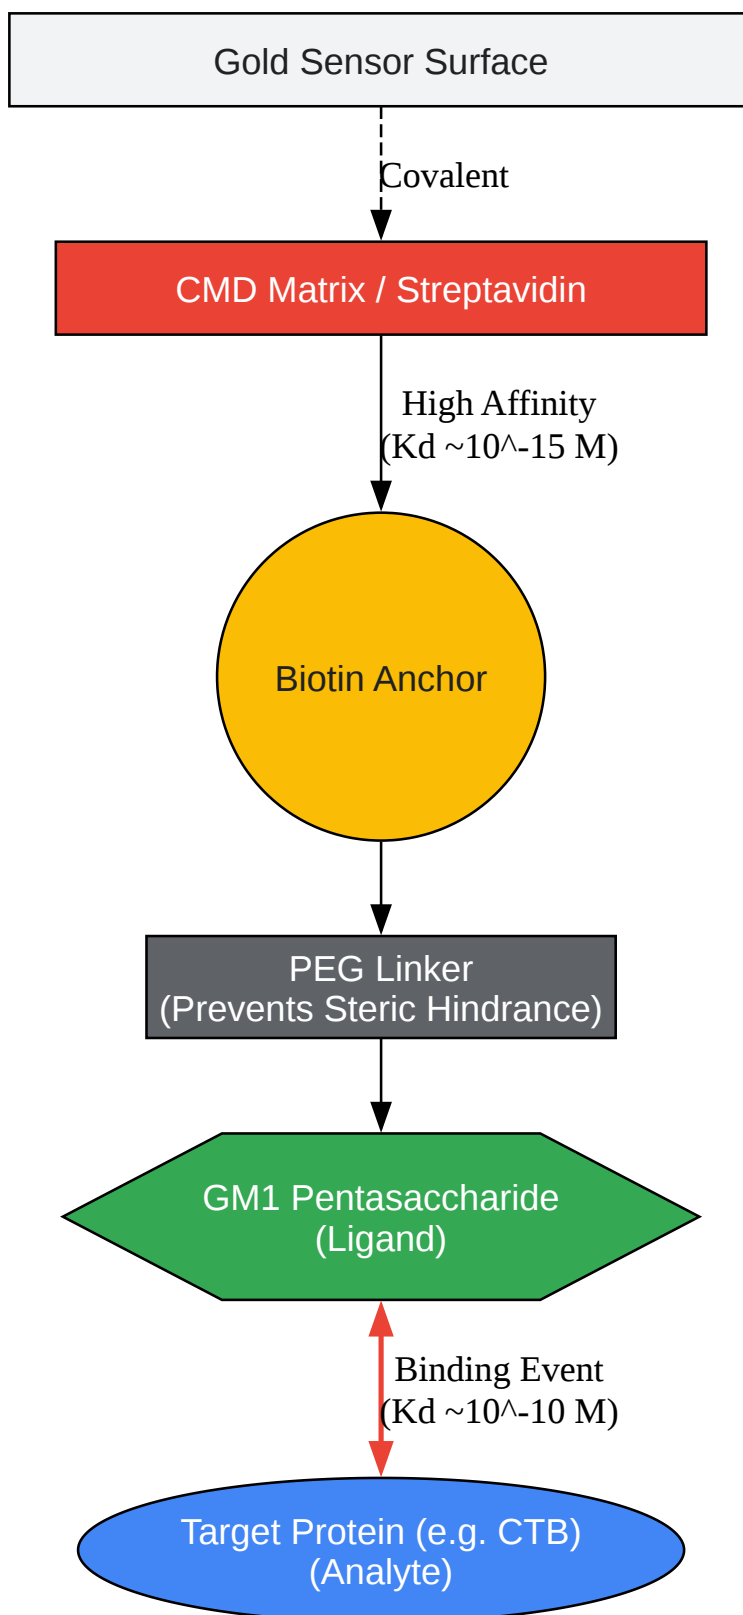 Gold Sensor Surface
Covalent
CMD Matrix / Streptavidin
High Affinity
(Kd ~10^-15 M)
Biotin Anchor
PEG Linker
(Prevents Steric Hindrance)
GM1 Pentasaccharide
(Ligand)
Binding Event
(Kd ~10^-10 M)
Target Protein (e.g. CTB)
(Analyte)